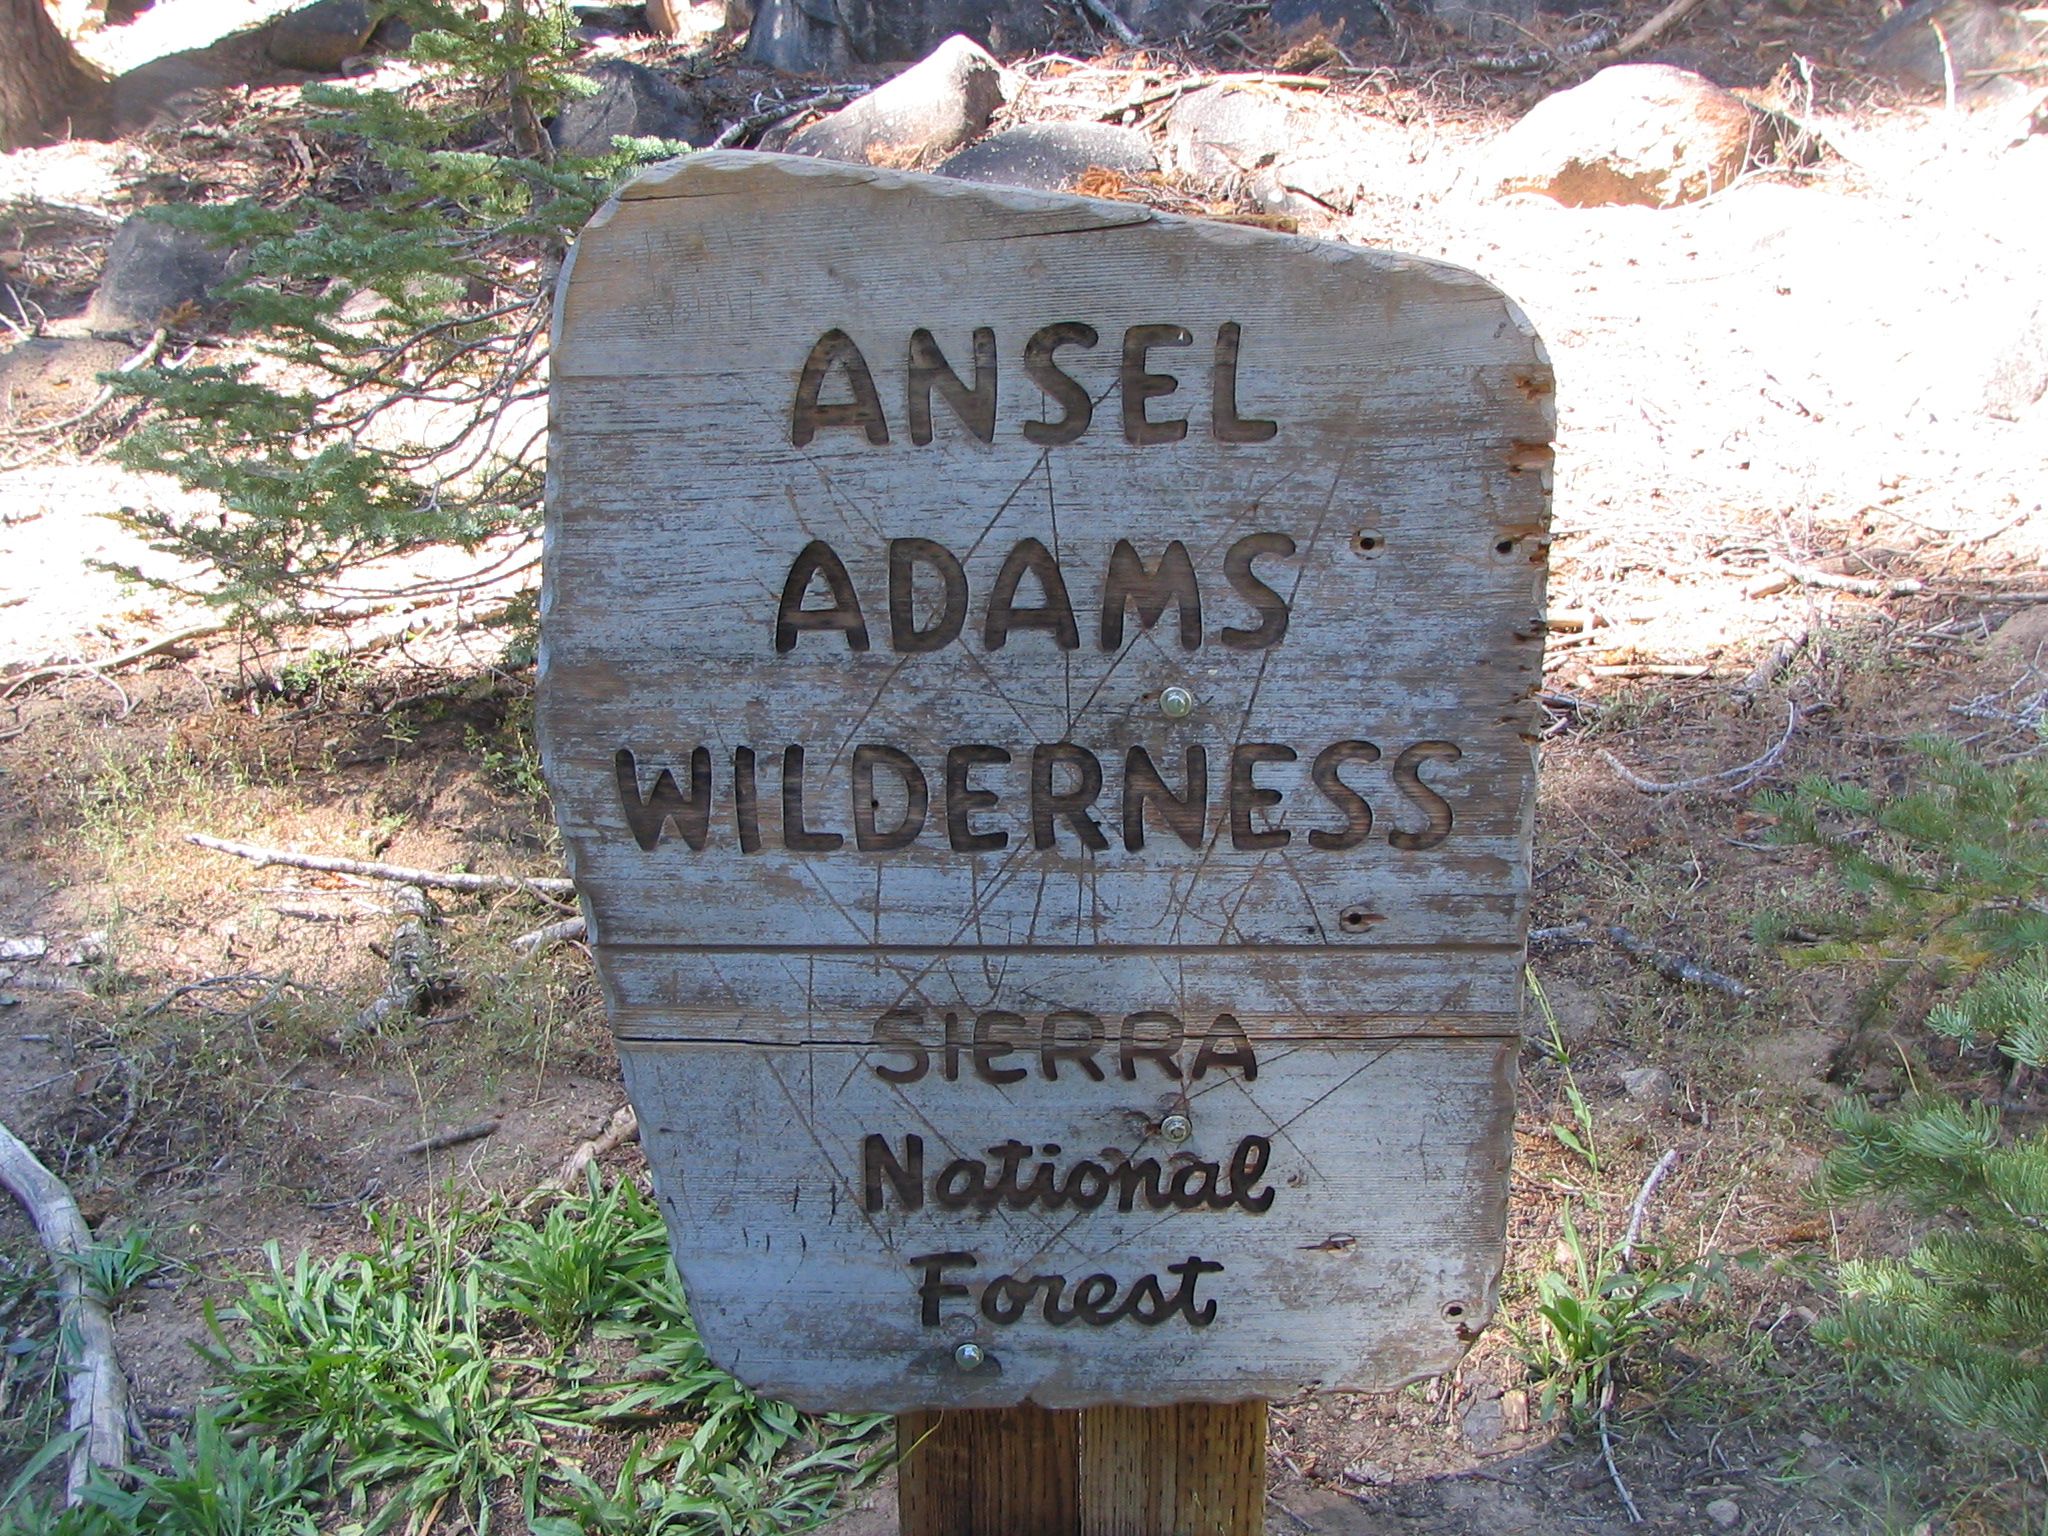 ANSEL
ADAMS
WILDERNESS
SIERRA
National
Forest